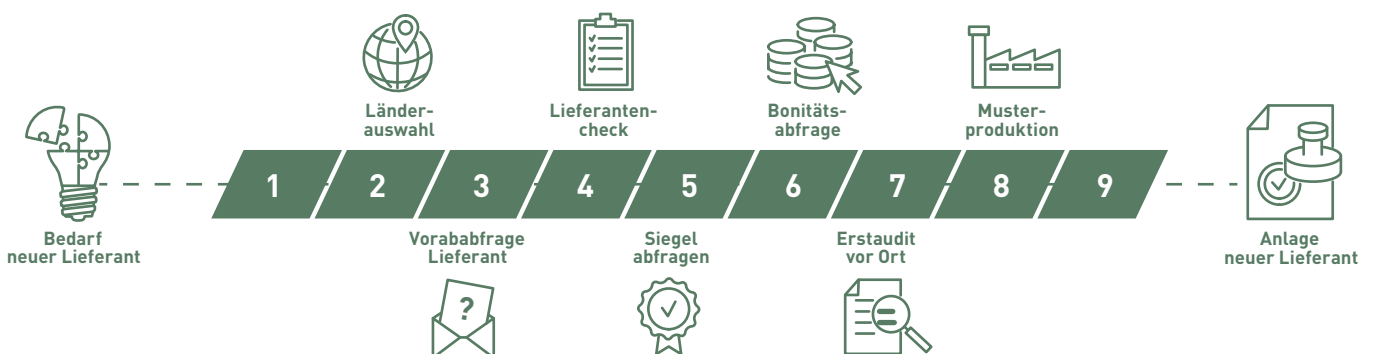 Länder-
auswahl
Lieferanten-
check
Bonitäts-
abfrage
Muster-
produktion
1
2
3
4
5
6
7
8
9
Bedarf
neuer Lieferant
Vorababfrage
Lieferant
?
Siegel
abfragen
Erstaudit
vor Ort
Anlage
neuer Lieferant